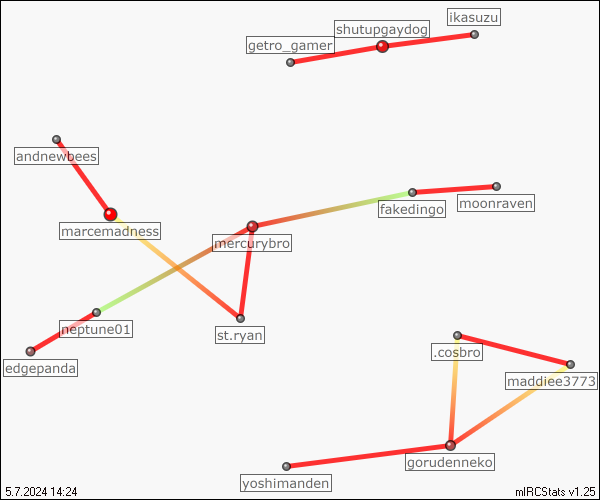 ikasuzu
shutupgaydog
getro_gamer
andnewbees
moonraven
fakedingo
marcemadness
mercurybro
neptune01
st.ryan
.cosbro
edgepanda
maddiee3773
gorudenneko
yoshimanden
5.7.2024 14:24
mIRCStats v1.25